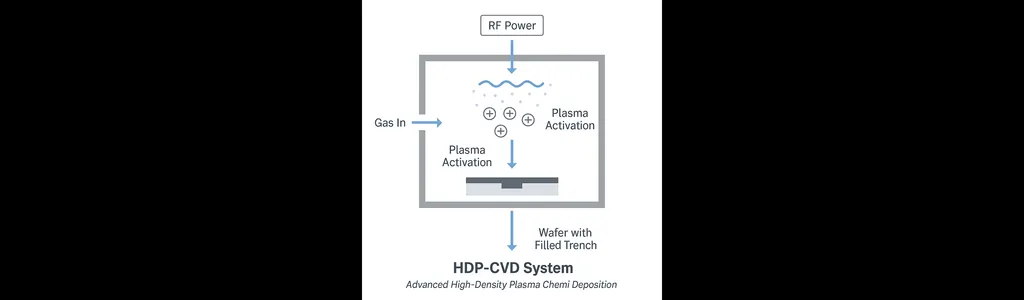 RF Power
Plasma
Activation
Gas In
Plasma
Activation
Wafer with
Filled Trench
HDP-CVD System
Advanced High-Density Plasma Chemi Deposition